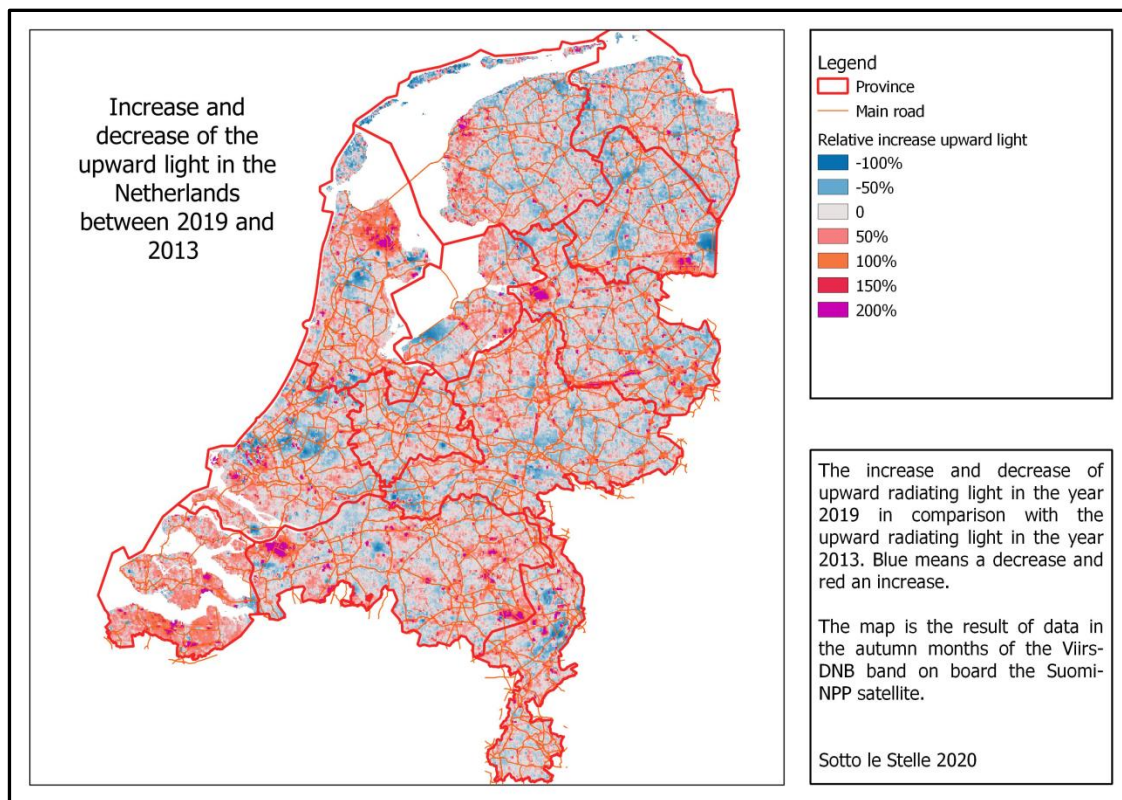 Increase and
decrease of the
upward light in the
Netherlands
between 2019 and
2013
Legend
Province
Main road
Relative increase upward light
-100%
-50%
0
50%
100%
150%
200%
The increase and decrease of
upward radiating light in the year
2019 in comparison with the
upward radiating light in the year
2013. Blue means a decrease and
red an increase.
The map is the result of data in
the autumn months of the Viirs-
DNB band on board the Suomi-
NPP satellite.
Sotto le Stelle 2020